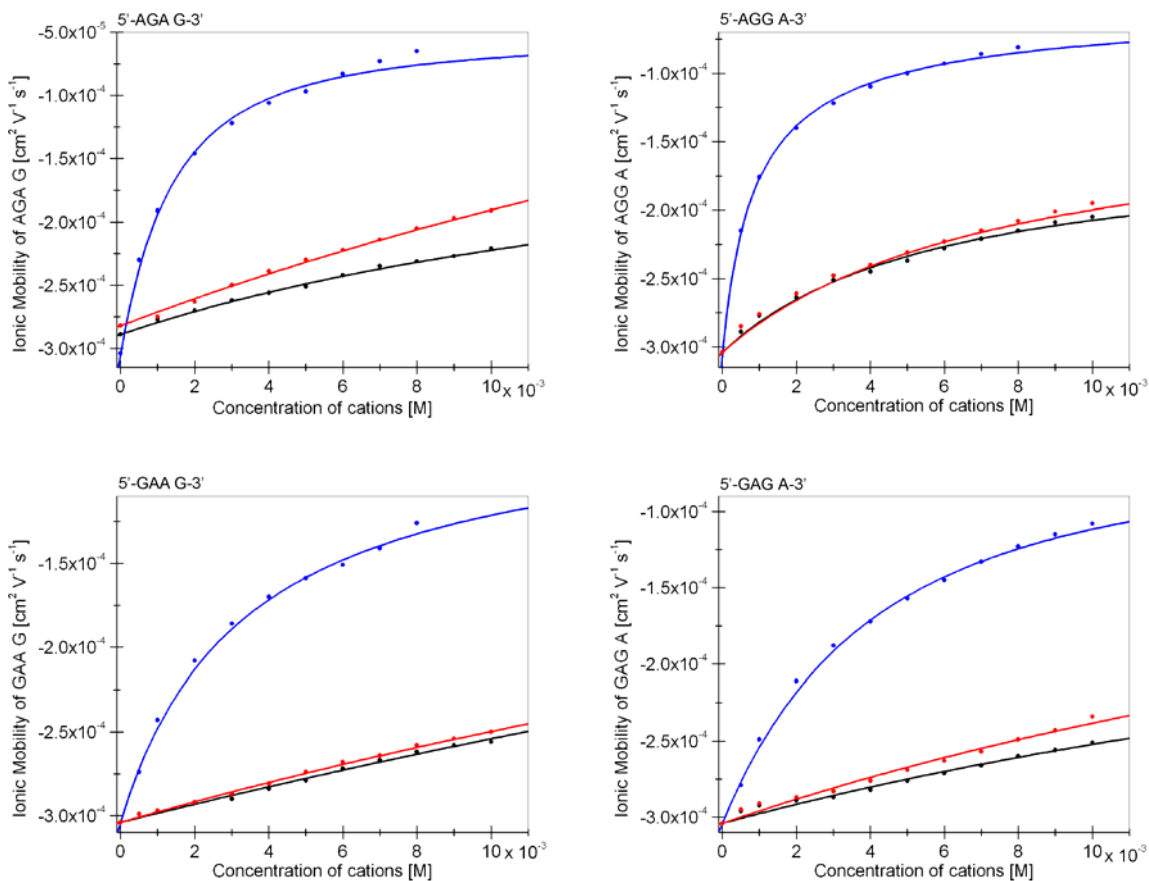 5'-AGA G-3'
Ionic Mobility of AGA G [cm² V⁻¹ s⁻¹]
-5.0x10⁻⁵
-1.0x10⁻⁴
-1.5x10⁻⁴
-2.0x10⁻⁴
-2.5x10⁻⁴
-3.0x10⁻⁴
0 2 4 6 8 10 x 10⁻³
Concentration of cations [M]
5'-AGG A-3'
Ionic Mobility of AGG A [cm² V⁻¹ s⁻¹]
-1.0x10⁻⁴
-1.5x10⁻⁴
-2.0x10⁻⁴
-2.5x10⁻⁴
-3.0x10⁻⁴
0 2 4 6 8 10 x 10⁻³
Concentration of cations [M]
5'-GAA G-3'
Ionic Mobility of GAA G [cm² V⁻¹ s⁻¹]
-1.5x10⁻⁴
-2.0x10⁻⁴
-2.5x10⁻⁴
-3.0x10⁻⁴
0 2 4 6 8 10 x 10⁻³
Concentration of cations [M]
5'-GAG A-3'
Ionic Mobility of GAG A [cm² V⁻¹ s⁻¹]
-1.0x10⁻⁴
-1.5x10⁻⁴
-2.0x10⁻⁴
-2.5x10⁻⁴
-3.0x10⁻⁴
0 2 4 6 8 10 x 10⁻³
Concentration of cations [M]